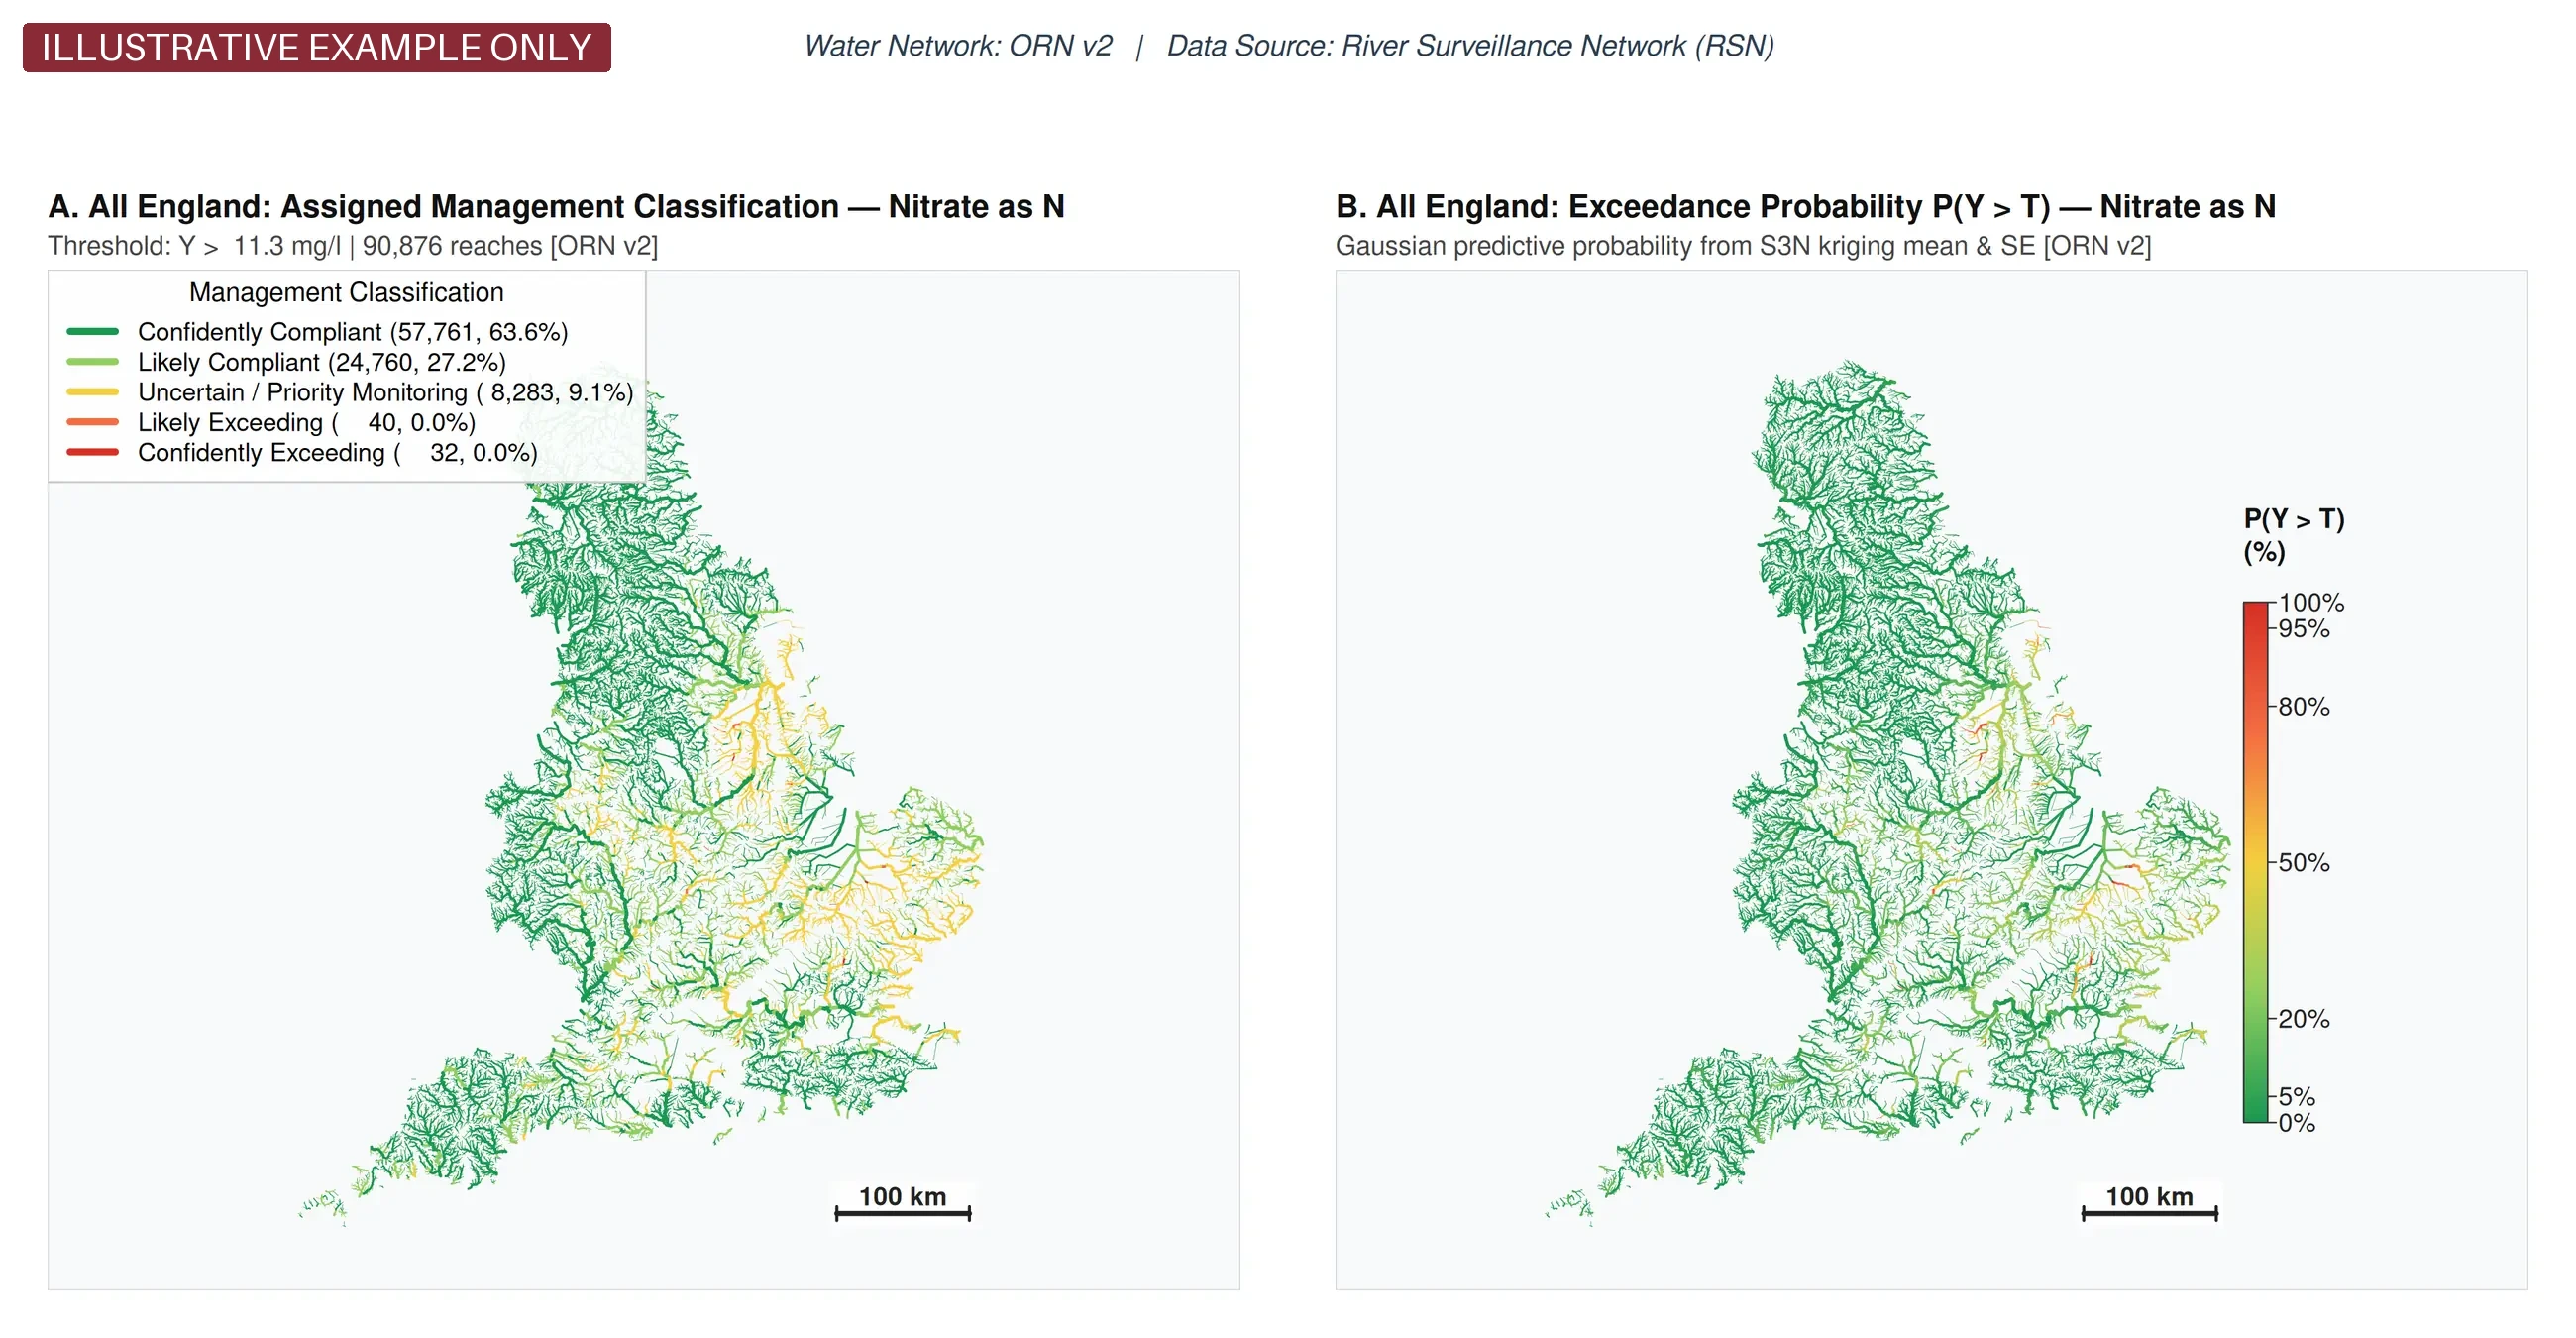 ILLUSTRATIVE EXAMPLE ONLY
Water Network: ORN v2 | Data Source: River Surveillance Network (RSN)
A. All England: Assigned Management Classification — Nitrate as N
Threshold: Y > 11.3 mg/l | 90,876 reaches [ORN v2]
Management Classification
Confidently Compliant (57,761, 63.6%)
Likely Compliant (24,760, 27.2%)
Uncertain / Priority Monitoring ( 8,283, 9.1%)
Likely Exceeding ( 40, 0.0%)
Confidently Exceeding ( 32, 0.0%)
100 km
B. All England: Exceedance Probability P(Y > T) — Nitrate as N
Gaussian predictive probability from S3N kriging mean & SE [ORN v2]
P(Y > T)
(%)
100%
95%
80%
50%
20%
5%
0%
100 km